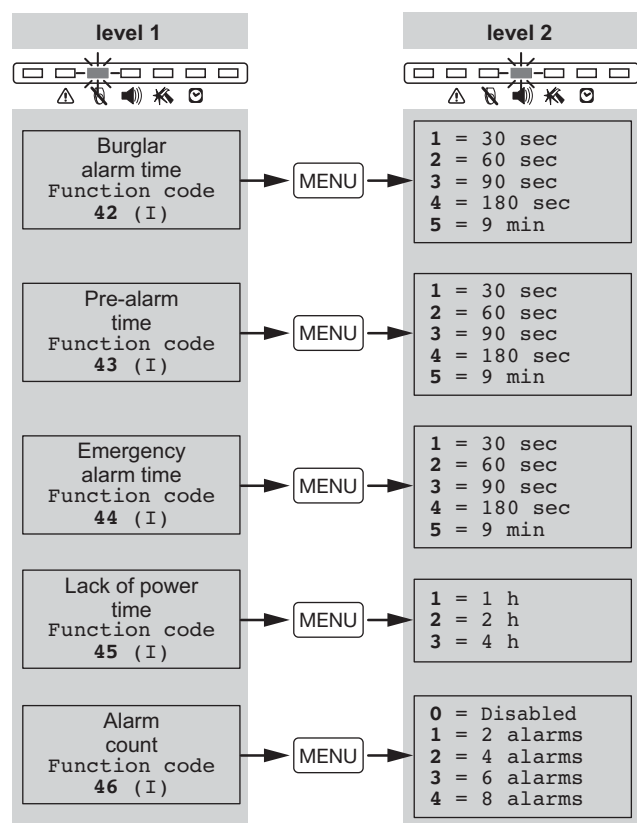 level 1
level 2
Burglar
alarm time
Function code
42 (I)
MENU
1 = 30 sec
2 = 60 sec
3 = 90 sec
4 = 180 sec
5 = 9 min
Pre-alarm
time
Function code
43 (I)
MENU
1 = 30 sec
2 = 60 sec
3 = 90 sec
4 = 180 sec
5 = 9 min
Emergency
alarm time
Function code
44 (I)
MENU
1 = 30 sec
2 = 60 sec
3 = 90 sec
4 = 180 sec
5 = 9 min
Lack of power
time
Function code
45 (I)
MENU
1 = 1 h
2 = 2 h
3 = 4 h
Alarm
count
Function code
46 (I)
MENU
0 = Disabled
1 = 2 alarms
2 = 4 alarms
3 = 6 alarms
4 = 8 alarms